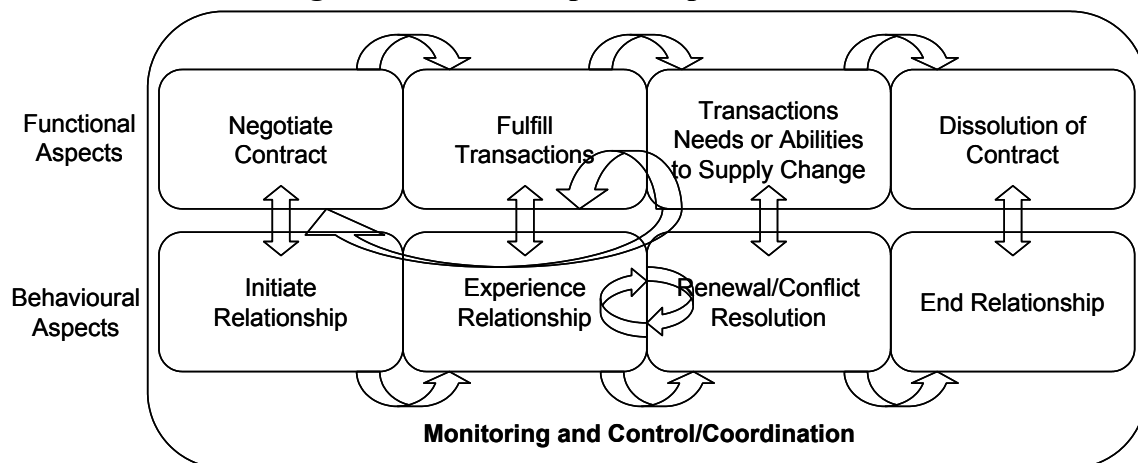 Functional
Aspects
Negotiate
Contract
Fulfill
Transactions
Transactions
Needs or Abilities
to Supply Change
Dissolution of
Contract
Behavioural
Aspects
Initiate
Relationship
Experience
Relationship
Renewal/Conflict
Resolution
End Relationship
Monitoring and Control/Coordination